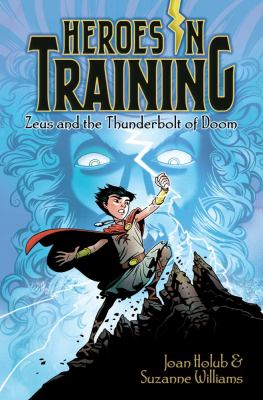 HEROES IN
TRAINING
Zeus and the Thunderbolt of Doom
Joan Holub &
Suzanne Williams